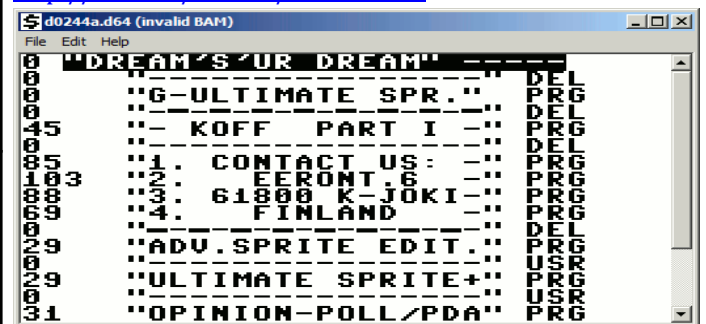 d0244a.d64 (invalid BAM)
File Edit Help
0 "DREAM'S'UR DREAM" -----
0 "----------------" DEL
0 "G-ULTIMATE SPR." PRG
0 "----------------" DEL
45 "- KOFF  PART I -" PRG
0 "----------------" DEL
85 "1. CONTACT US: -" PRG
103 "2.   EERONT.6  -" PRG
88 "3. 61800 K-JOKI-" PRG
69 "4.   FINLAND   -" PRG
0 "----------------" DEL
29 "ADV.SPRITE EDIT." PRG
0 "----------------" USR
29 "ULTIMATE SPRITE+" PRG
0 "----------------" USR
31 "OPINION-POLL/PDA" PRG